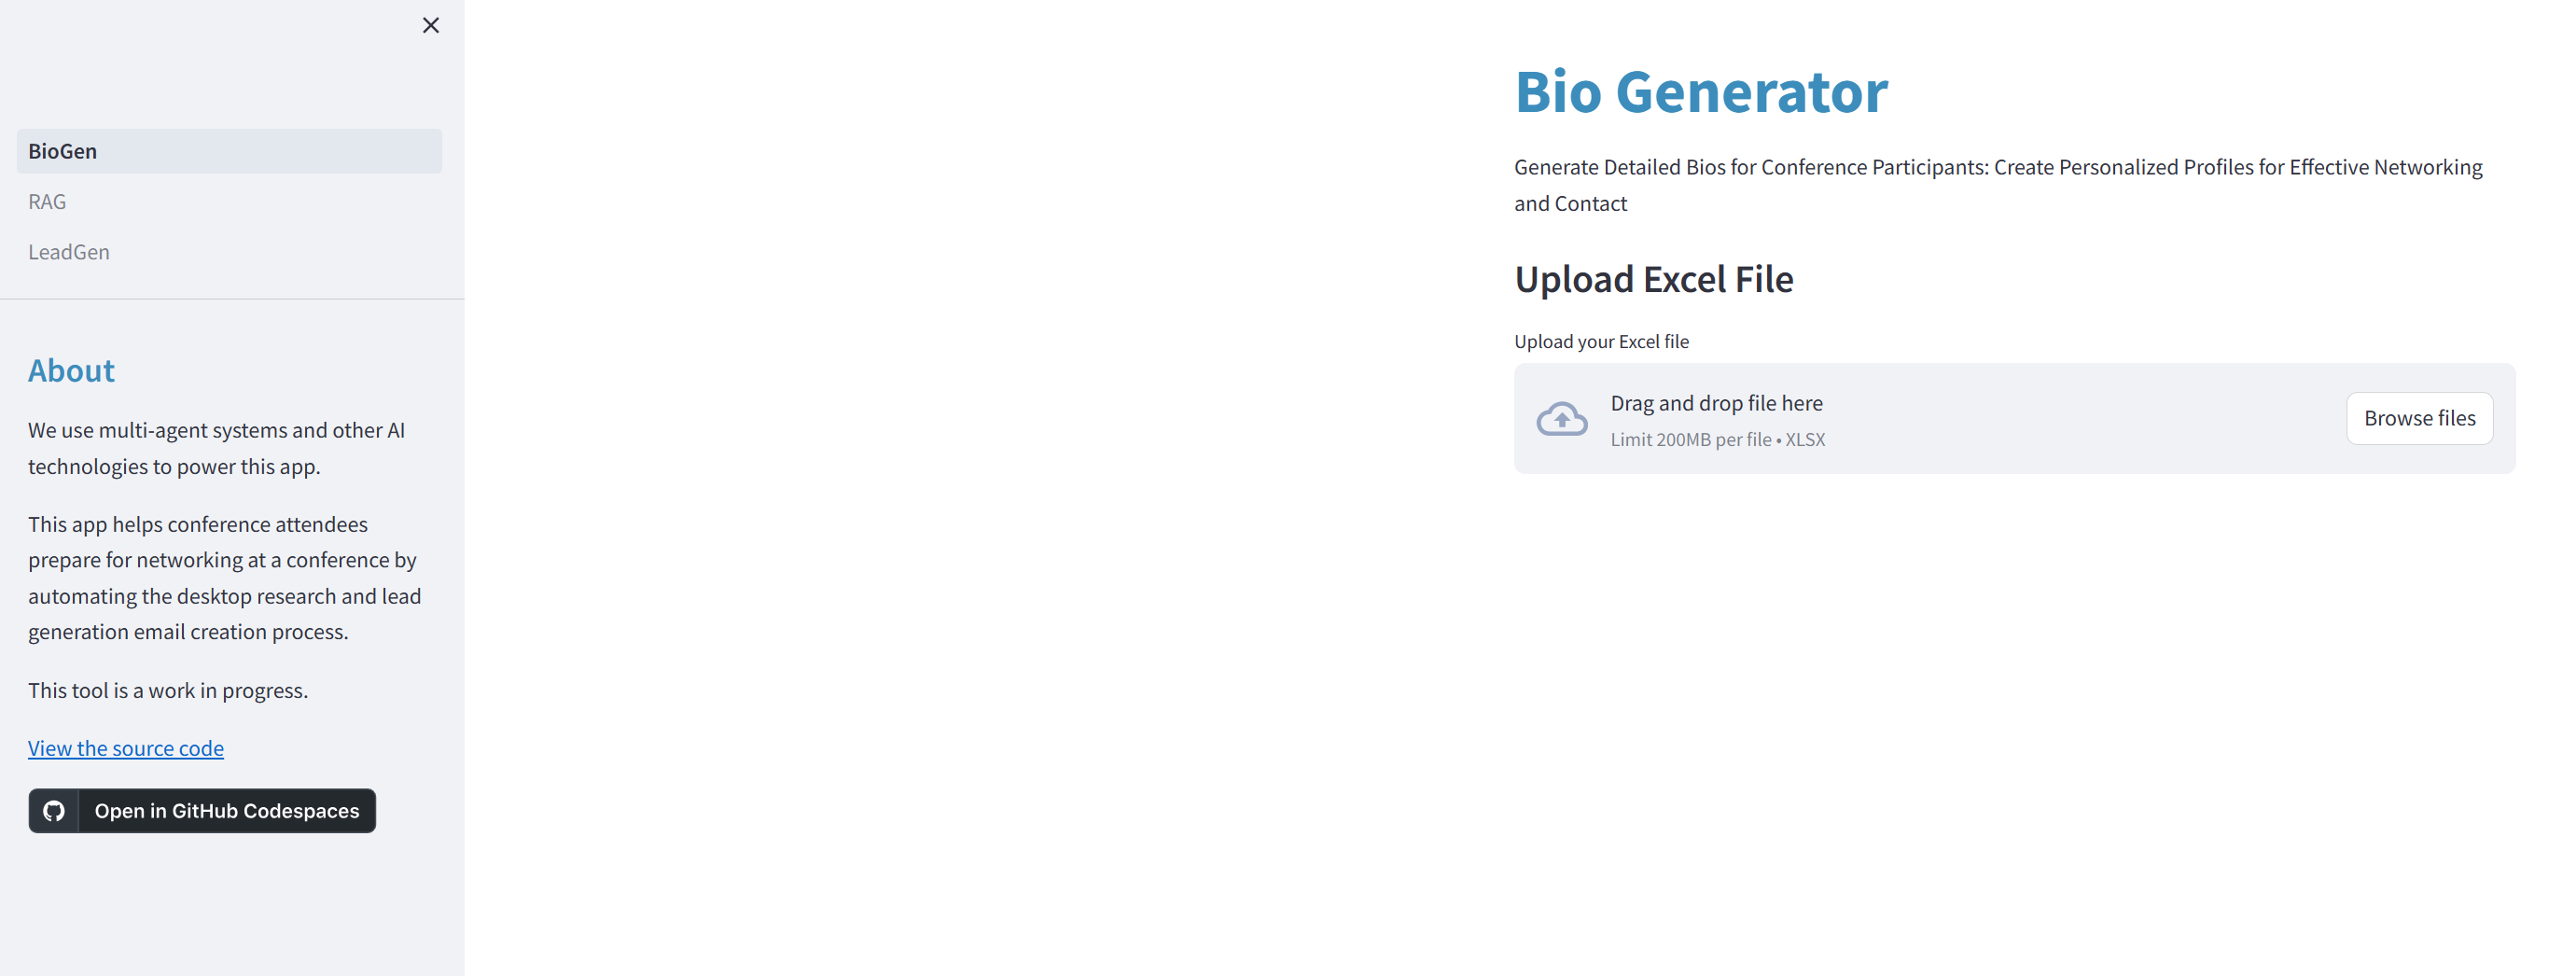 BioGen
RAG
LeadGen
About
We use multi-agent systems and other AI
technologies to power this app.
This app helps conference attendees
prepare for networking at a conference by
automating the desktop research and lead
generation email creation process.
This tool is a work in progress.
View the source code
Open in GitHub Codespaces
Bio Generator
Generate Detailed Bios for Conference Participants: Create Personalized Profiles for Effective Networking
and Contact
Upload Excel File
Upload your Excel file
Drag and drop file here
Limit 200MB per file • XLSX
Browse files